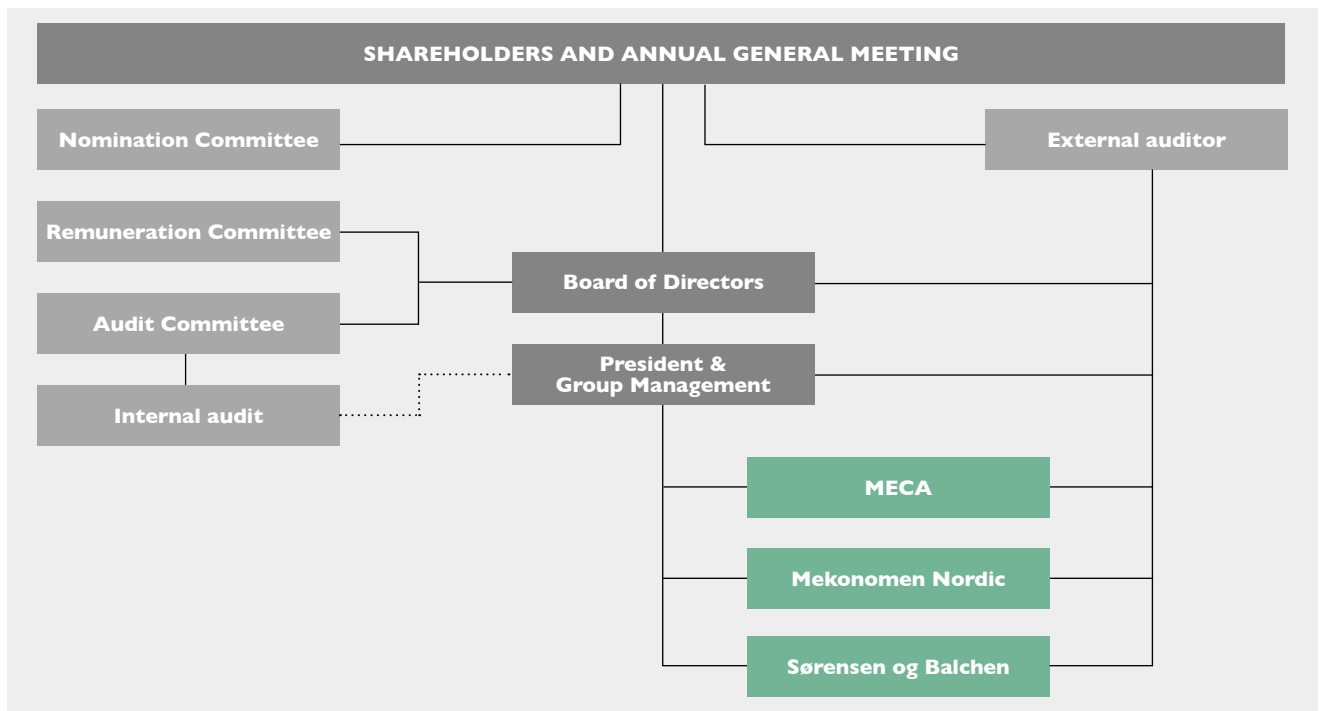 SHAREHOLDERS AND ANNUAL GENERAL MEETING
Nomination Committee
External auditor
Remuneration Committee
Board of Directors
Audit Committee
President &
Group Management
Internal audit
MECA
Mekonomen Nordic
Sørensen og Balchen